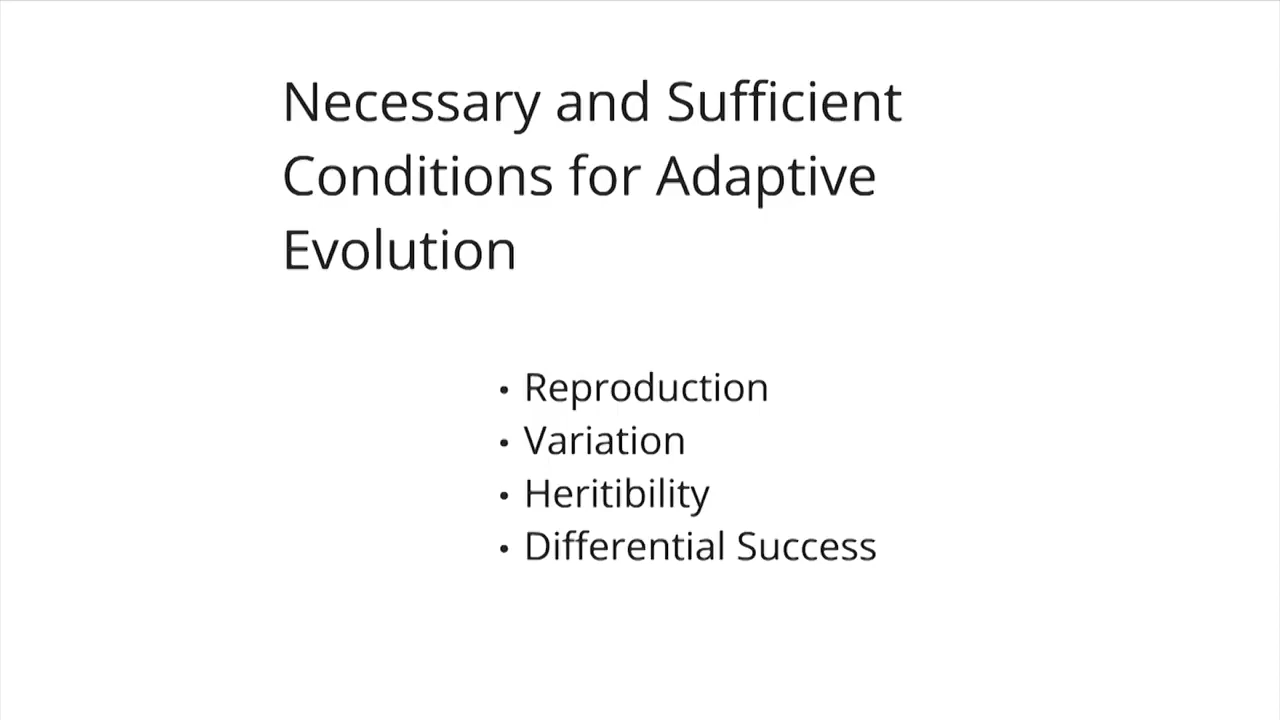 Necessary and Sufficient
Conditions for Adaptive
Evolution
• Reproduction
• Variation
• Heritibility
• Differential Success